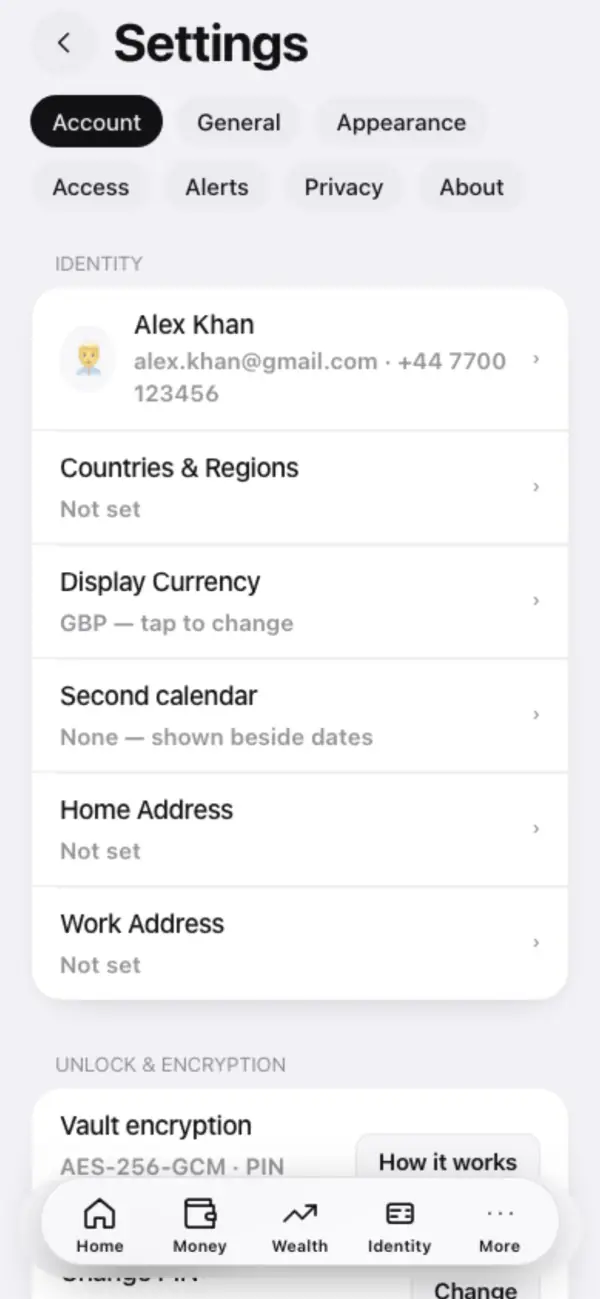 Settings
Account
General
Appearance
Access
Alerts
Privacy
About
IDENTITY
Alex Khan
alex.khan@gmail.com · +44 7700
123456
›
Countries & Regions
Not set
›
Display Currency
GBP — tap to change
›
Second calendar
None — shown beside dates
›
Home Address
Not set
›
Work Address
Not set
›
UNLOCK & ENCRYPTION
Vault encryption
AES-256-GCM · PIN
How it works
Home
Money
Wealth
Identity
More
Change PIN
Change